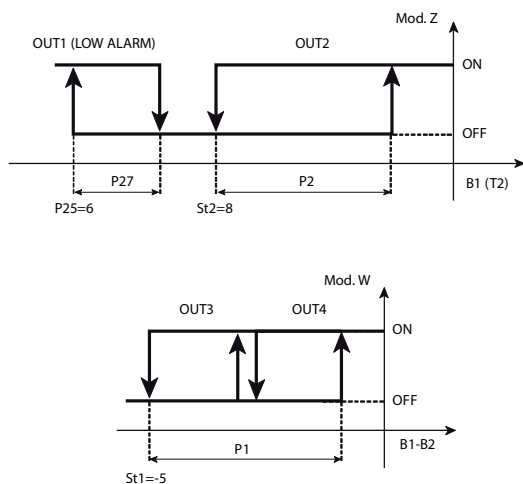 Mod. Z
OUT1 (LOW ALARM)
OUT2
ON
OFF
P27
P2
B1 (T2)
P25=6
St2=8
Mod. W
OUT3
OUT4
ON
OFF
P1
B1-B2
St1=-5